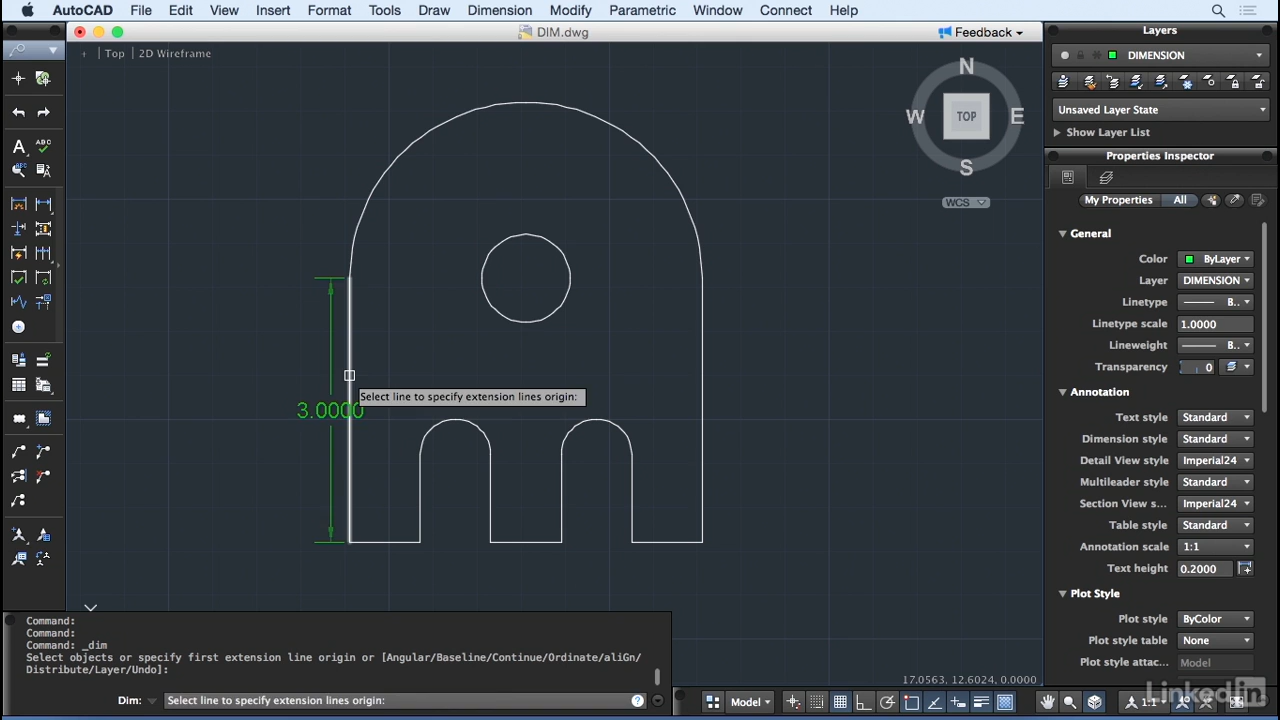 AutoCAD File Edit View Insert Format Tools Draw Dimension Modify Parametric Window Connect Help
DIM.dwg
Feedback
+ Top 2D Wireframe
N
W TOP E
S
WCS
3.0000
Select line to specify extension lines origin:
Command:
Command:
Command: _dim
Select objects or specify first extension line origin or [Angular/Baseline/Continue/Ordinate/aliGn/
Distribute/Layer/Undo]:
Dim: Select line to specify extension lines origin:
17.0563, 12.6024, 0.0000
Model 1:1
Layers
DIMENSION
Unsaved Layer State
Show Layer List
Properties Inspector
My Properties All
General
Color ByLayer
Layer DIMENSION
Linetype B..
Linetype scale 1.0000
Lineweight B..
Transparency 0
Annotation
Text style Standard
Dimension style Standard
Detail View style Imperial24
Multileader style Standard
Section View s... Imperial24
Table style Standard
Annotation scale 1:1
Text height 0.2000
Plot Style
Plot style ByColor
Plot style table None
Plot style attac... Model
LinkedIn